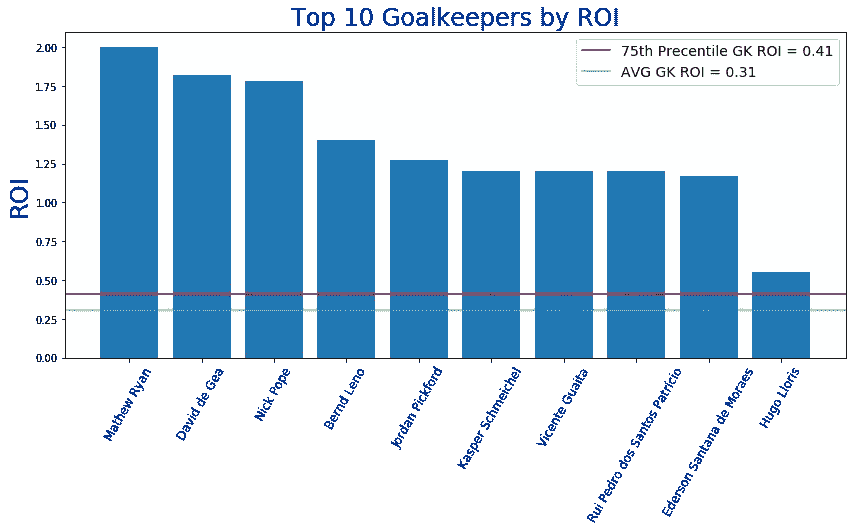 Top 10 Goalkeepers by ROI
75th Precentile GK ROI = 0.41
AVG GK ROI = 0.31
ROI
2.00
1.75
1.50
1.25
1.00
0.75
0.50
0.25
0.00
Mathew Ryan
David de Gea
Nick Pope
Bernd Leno
Jordan Pickford
Kasper Schmeichel
Vicente Guaita
Rui Pedro dos Santos Patrício
Ederson Santana de Moraes
Hugo Lloris